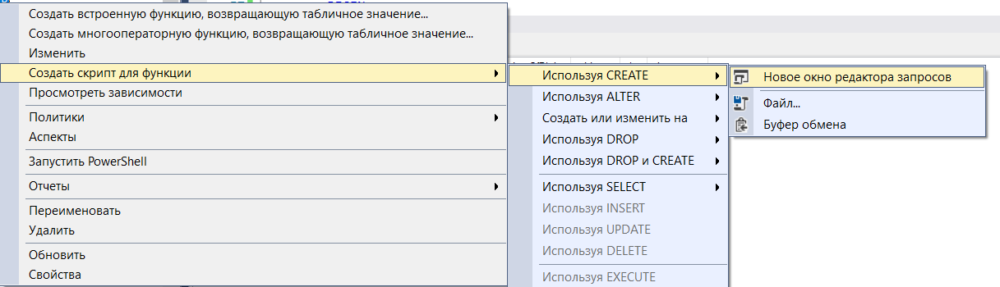 Создать встроенную функцию, возвращающую табличное значение...
Создать многооператорную функцию, возвращающую табличное значение...
Изменить
Создать скрипт для функции
Просмотреть зависимости
Политики
Аспекты
Запустить PowerShell
Отчеты
Переименовать
Удалить
Обновить
Свойства
Используя CREATE
Используя ALTER
Создать или изменить на
Используя DROP
Используя DROP и CREATE
Используя SELECT
Используя INSERT
Используя UPDATE
Используя DELETE
Используя EXECUTE
Новое окно редактора запросов
Файл...
Буфер обмена